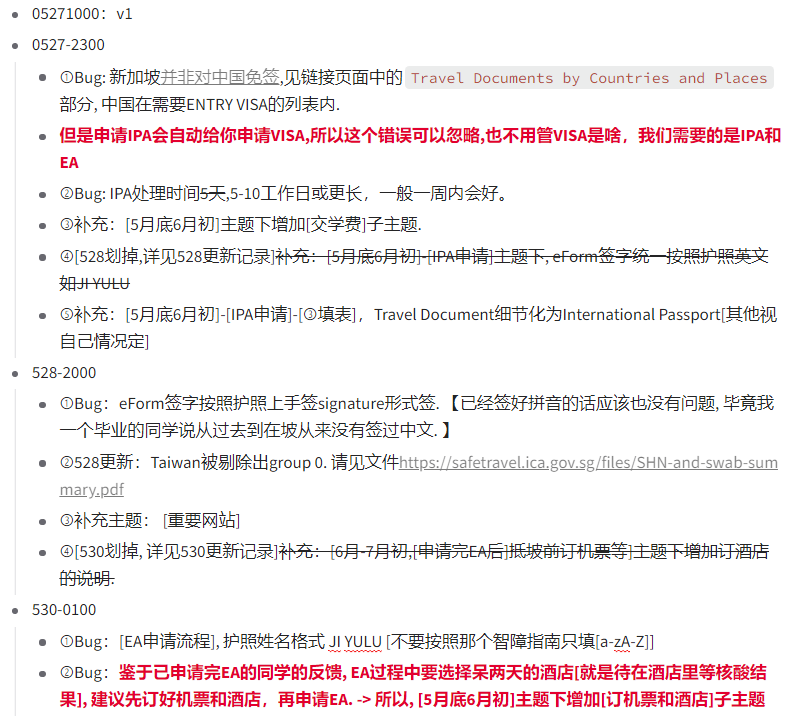 05271000：v1
0527-2300
①Bug: 新加坡并非对中国免签,见链接页面中的 Travel Documents by Countries and Places
部分, 中国在需要ENTRY VISA的列表内.
但是申请IPA会自动给你申请VISA,所以这个错误可以忽略,也不用管VISA是啥，我们需要的是IPA和
EA
②Bug: IPA处理时间5天,5-10工作日或更长，一般一周内会好。
③补充：[5月底6月初]主题下增加[交学费]子主题.
④[528划掉,详见528更新记录]补充：[5月底6月初]-[IPA申请]主题下, eForm签字统一按照护照英文
如JI YULU
⑤补充：[5月底6月初]-[IPA申请]-[③填表]，Travel Document细节化为International Passport[其他视
自己情况定]
528-2000
①Bug：eForm签字按照护照上手签signature形式签. 【已经签好拼音的话应该也没有问题, 毕竟我
一个毕业的同学说从过去到在坡从来没有签过中文. 】
②528更新：Taiwan被剔除出group 0. 请见文件https://safetravel.ica.gov.sg/files/SHN-and-swab-sum
mary.pdf
③补充主题： [重要网站]
④[530划掉, 详见530更新记录]补充：[6月-7月初,[申请完EA后]抵坡前订机票等]主题下增加订酒店
的说明.
530-0100
①Bug：[EA申请流程], 护照姓名格式 JI YULU [不要按照那个智障指南只填[a-zA-Z]]
②Bug：鉴于已申请完EA的同学的反馈, EA过程中要选择呆两天的酒店[就是待在酒店里等核酸结
果], 建议先订好机票和酒店，再申请EA. -> 所以, [5月底6月初]主题下增加[订机票和酒店]子主题